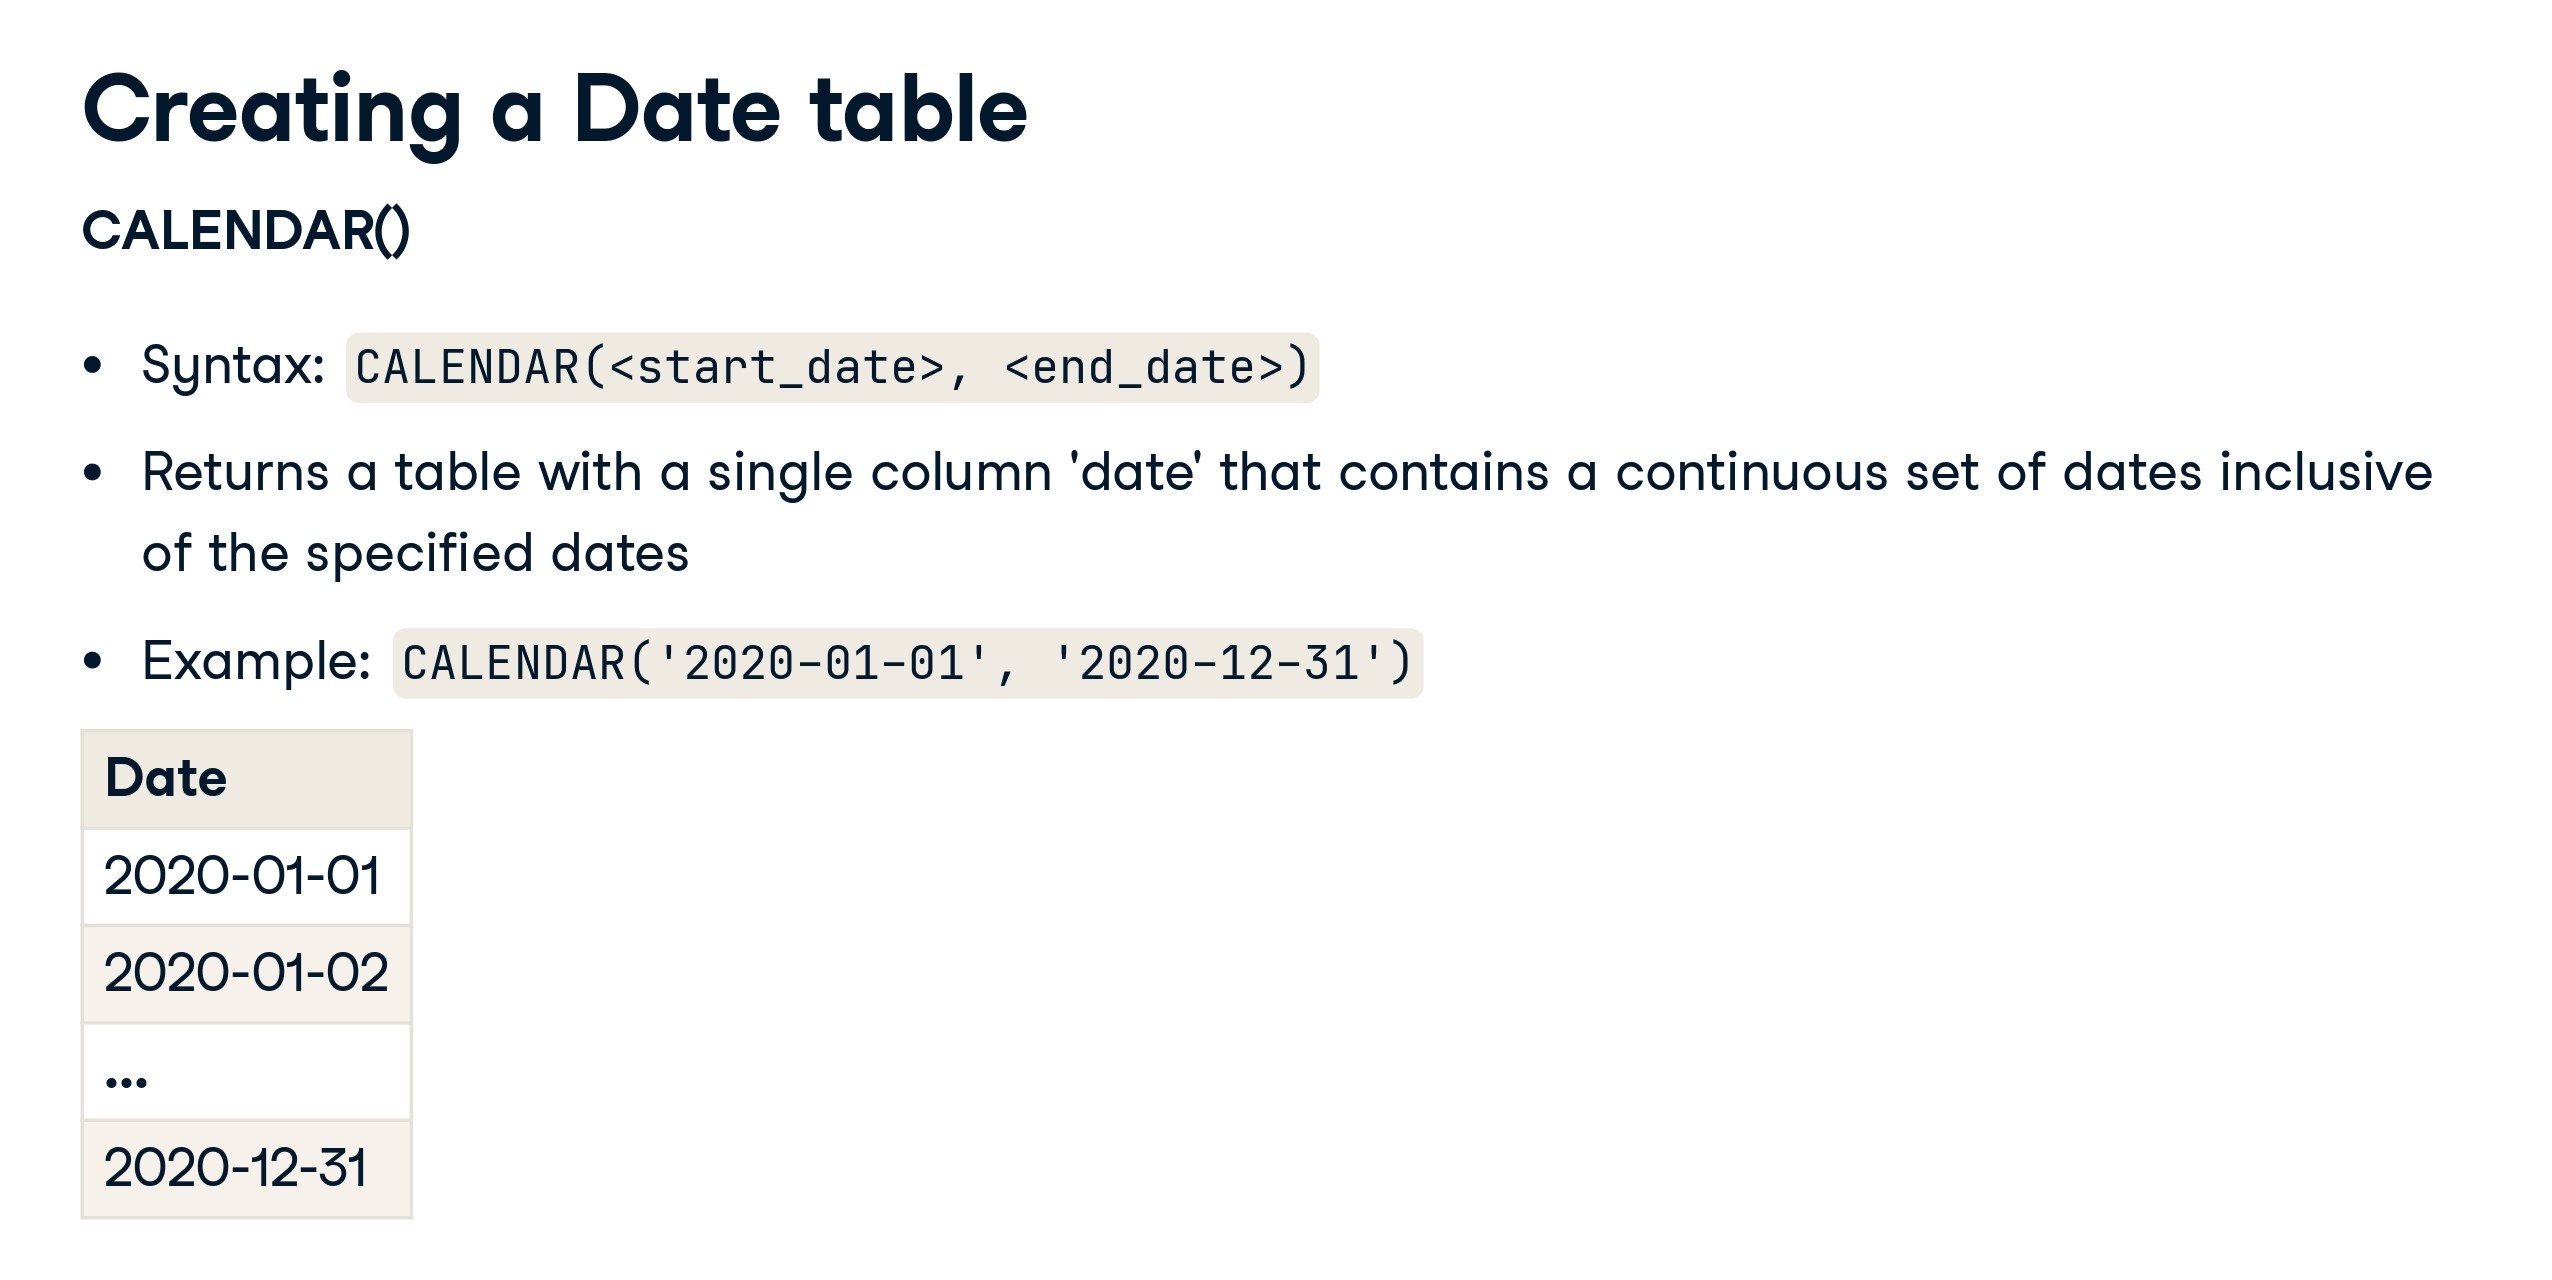 Creating a Date table
CALENDAR()
• Syntax: CALENDAR(<start_date>, <end_date>)
• Returns a table with a single column 'date' that contains a continuous set of dates inclusive
of the specified dates
• Example: CALENDAR('2020-01-01', '2020-12-31')
Date
2020-01-01
2020-01-02
...
2020-12-31